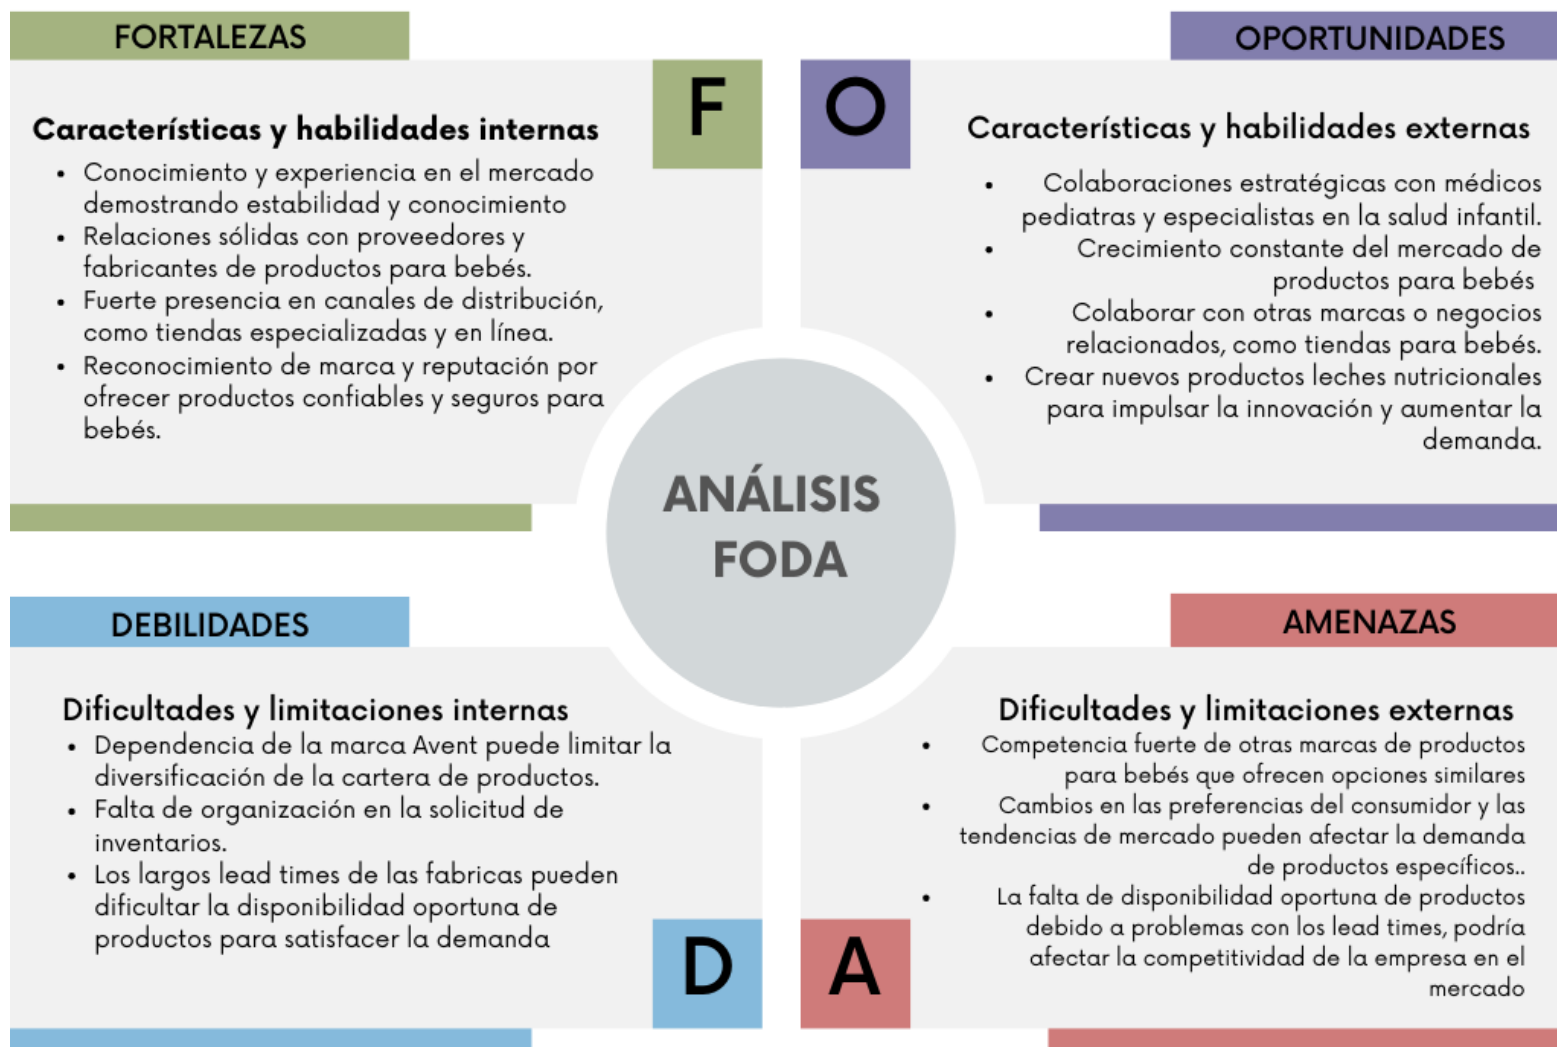 FORTALEZAS
F
Características y habilidades internas
• Conocimiento y experiencia en el mercado
demostrando estabilidad y conocimiento
• Relaciones sólidas con proveedores y
fabricantes de productos para bebés.
• Fuerte presencia en canales de distribución,
como tiendas especializadas y en línea.
• Reconocimiento de marca y reputación por
ofrecer productos confiables y seguros para
bebés.
OPORTUNIDADES
O
Características y habilidades externas
• Colaboraciones estratégicas con médicos
pediatras y especialistas en la salud infantil.
• Crecimiento constante del mercado de
productos para bebés
• Colaborar con otras marcas o negocios
relacionados, como tiendas para bebés.
• Crear nuevos productos leches nutricionales
para impulsar la innovación y aumentar la
demanda.
ANÁLISIS
FODA
DEBILIDADES
Dificultades y limitaciones internas
• Dependencia de la marca Avent puede limitar la
diversificación de la cartera de productos.
• Falta de organización en la solicitud de
inventarios.
• Los largos lead times de las fabricas pueden
dificultar la disponibilidad oportuna de
productos para satisfacer la demanda
D
AMENAZAS
Dificultades y limitaciones externas
• Competencia fuerte de otras marcas de productos
para bebés que ofrecen opciones similares
• Cambios en las preferencias del consumidor y las
tendencias de mercado pueden afectar la demanda
de productos específicos..
• La falta de disponibilidad oportuna de productos
debido a problemas con los lead times, podría
afectar la competitividad de la empresa en el
mercado
A